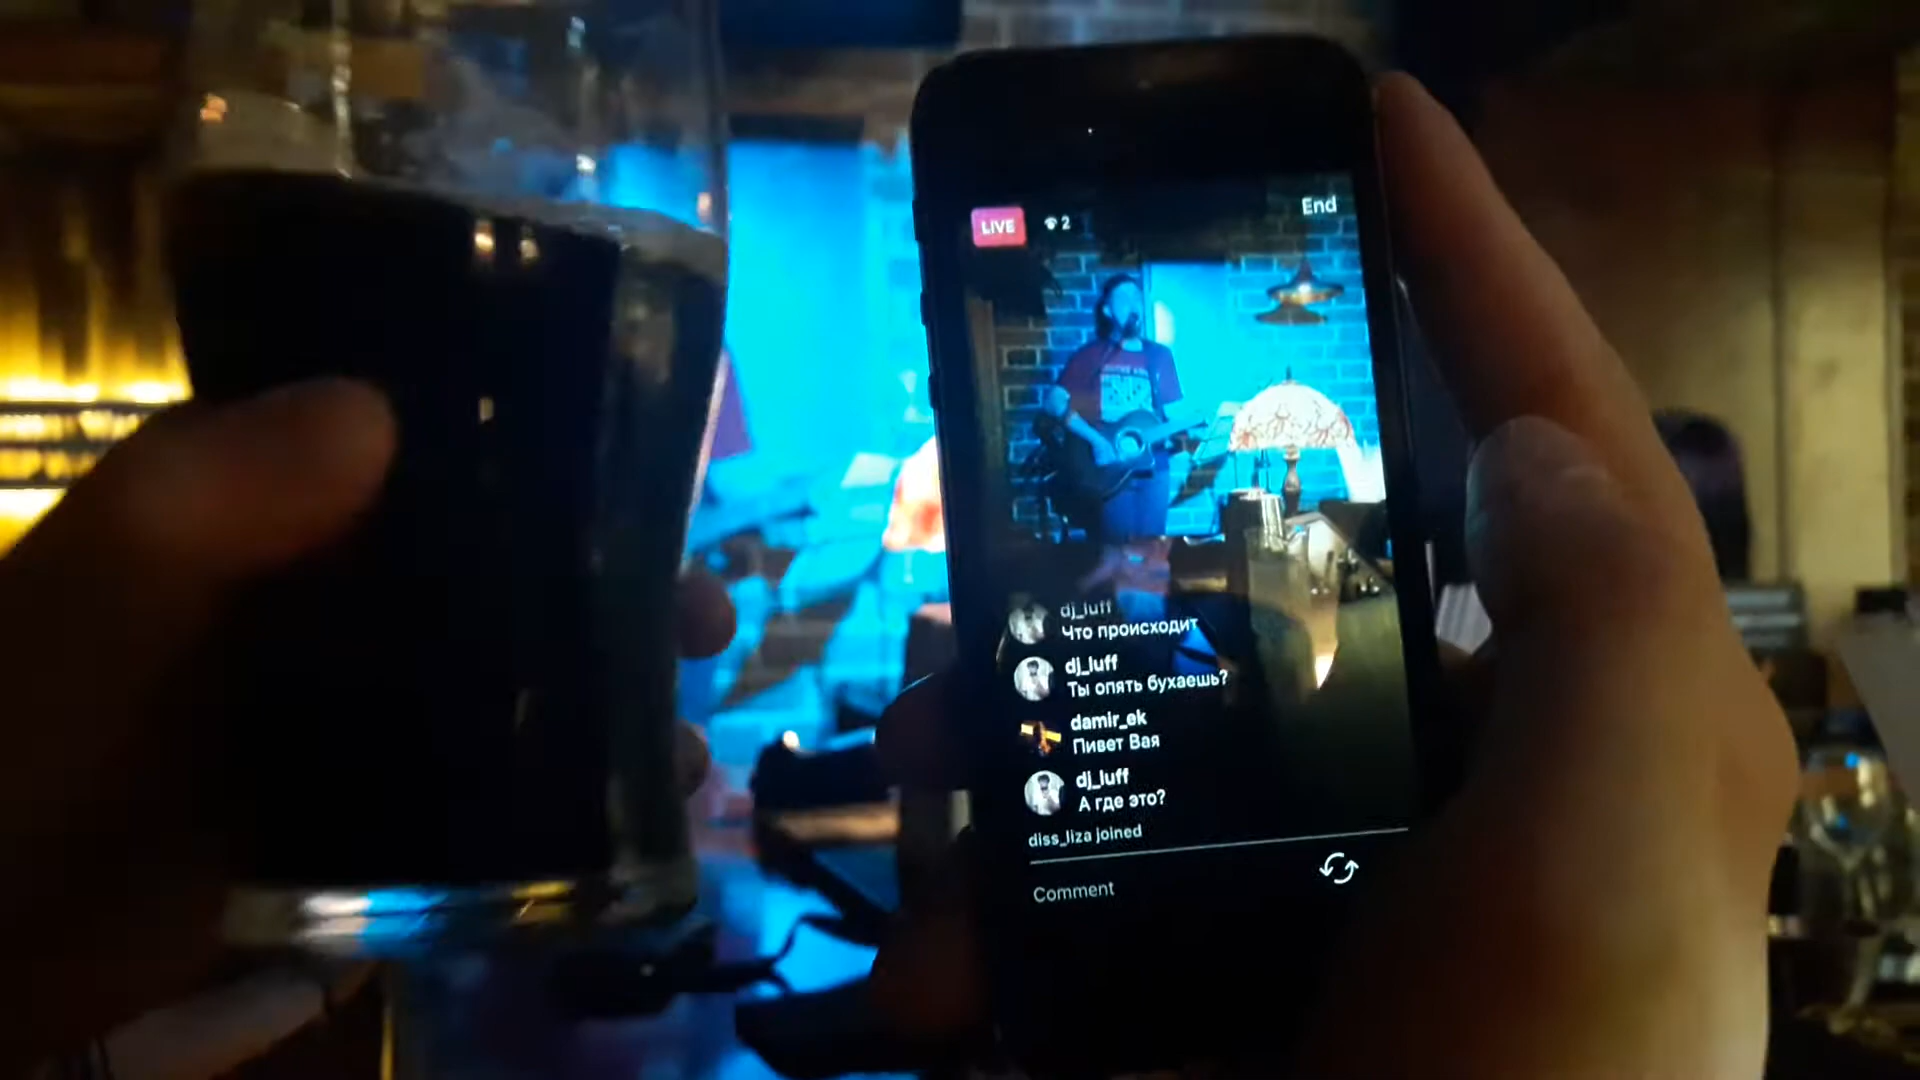 LIVE
2
End
dj_luff
Что происходит
dj_luff
Ты опять бухаешь?
damir_ek
Пивет Вая
dj_luff
А где это?
diss_liza joined
Comment